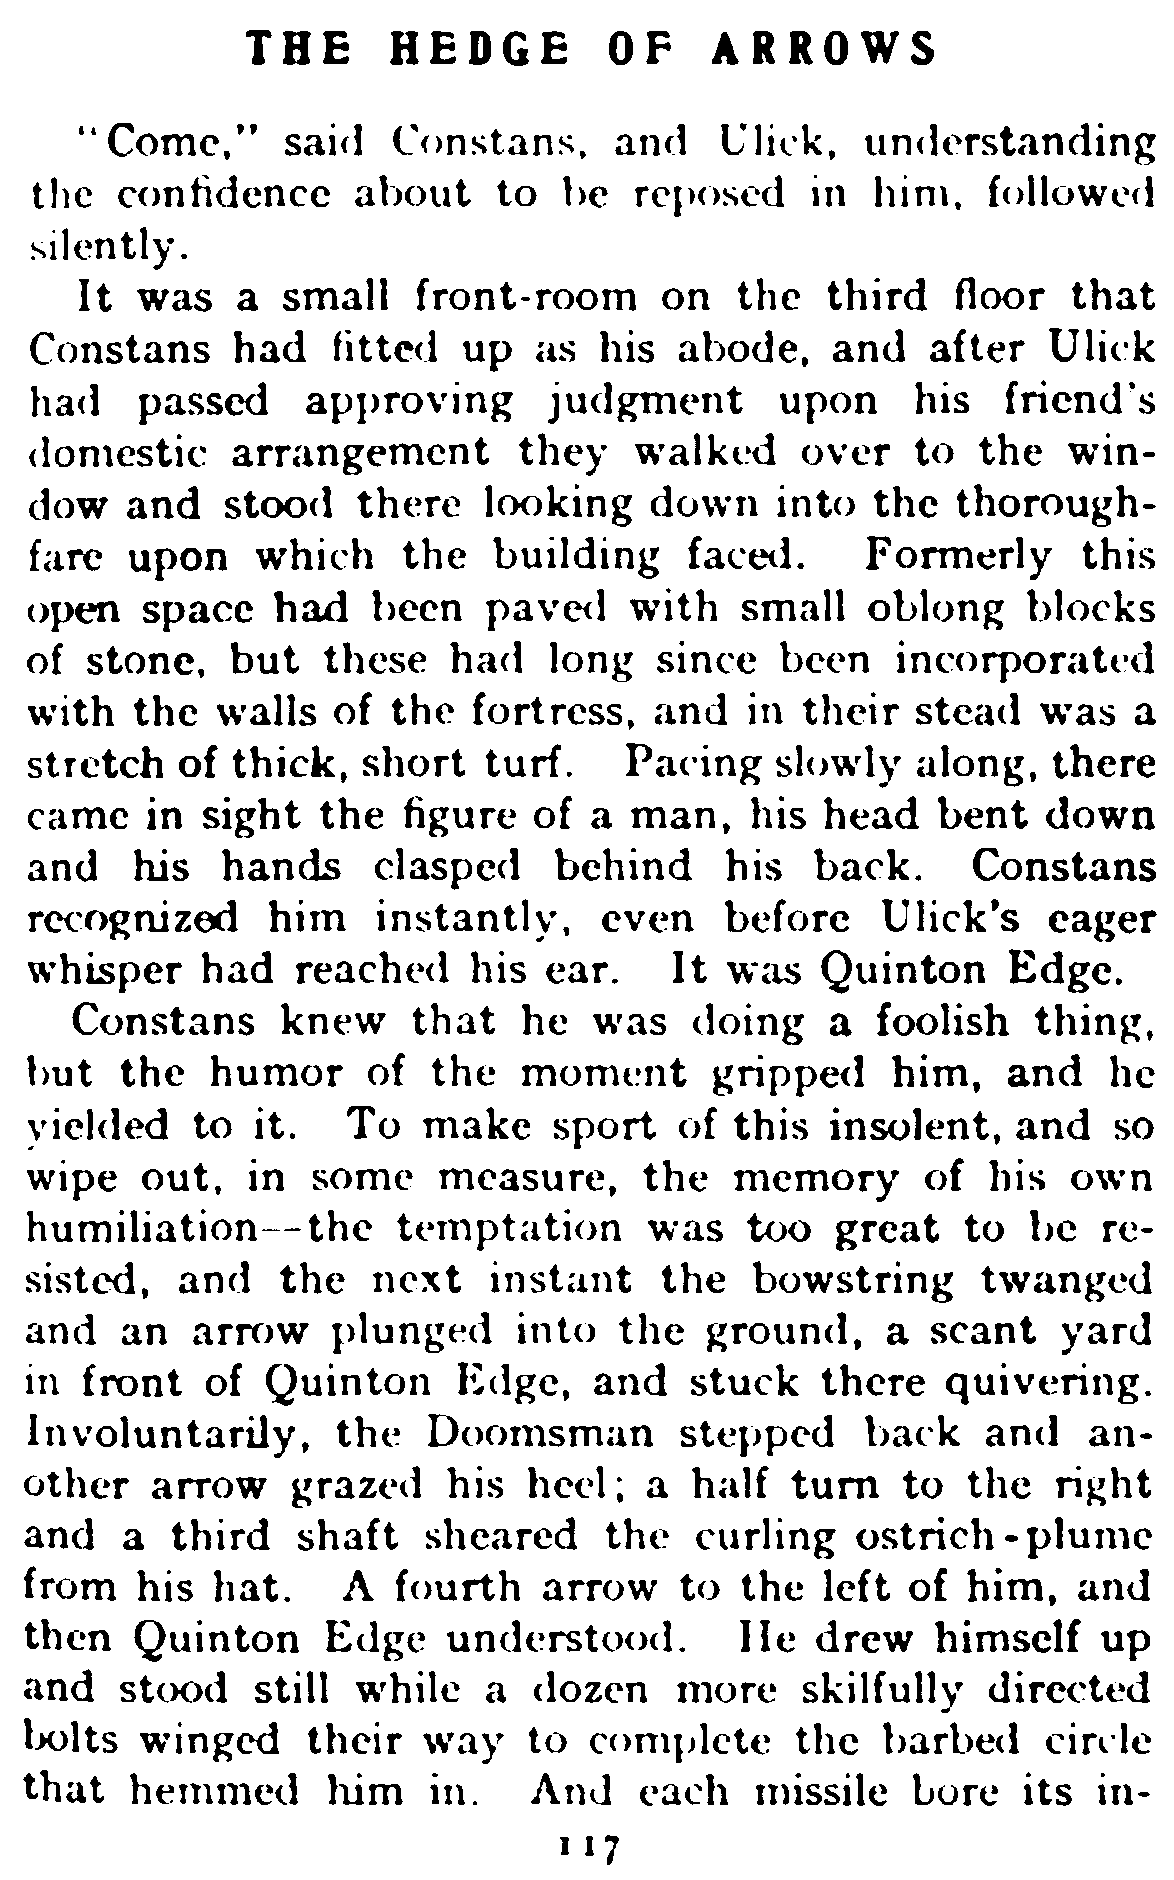 THE HEDGE OF ARROWS
"Come," said Constans, and Ulick, understanding
the confidence about to be reposed in him, followed
silently.
It was a small front-room on the third floor that
Constans had fitted up as his abode, and after Ulick
had passed approving judgment upon his friend's
domestic arrangement they walked over to the win-
dow and stood there looking down into the thorough-
fare upon which the building faced. Formerly this
open space had been paved with small oblong blocks
of stone, but these had long since been incorporated
with the walls of the fortress, and in their stead was a
stretch of thick, short turf. Pacing slowly along, there
came in sight the figure of a man, his head bent down
and his hands clasped behind his back. Constans
recognized him instantly, even before Ulick's eager
whisper had reached his ear. It was Quinton Edge.
Constans knew that he was doing a foolish thing,
but the humor of the moment gripped him, and he
yielded to it. To make sport of this insolent, and so
wipe out, in some measure, the memory of his own
humiliation--the temptation was too great to be re-
sisted, and the next instant the bowstring twanged
and an arrow plunged into the ground, a scant yard
in front of Quinton Edge, and stuck there quivering.
Involuntarily, the Doomsman stepped back and an-
other arrow grazed his heel; a half turn to the right
and a third shaft sheared the curling ostrich-plume
from his hat. A fourth arrow to the left of him, and
then Quinton Edge understood. He drew himself up
and stood still while a dozen more skilfully directed
bolts winged their way to complete the barbed circle
that hemmed him in. And each missile bore its in-
117